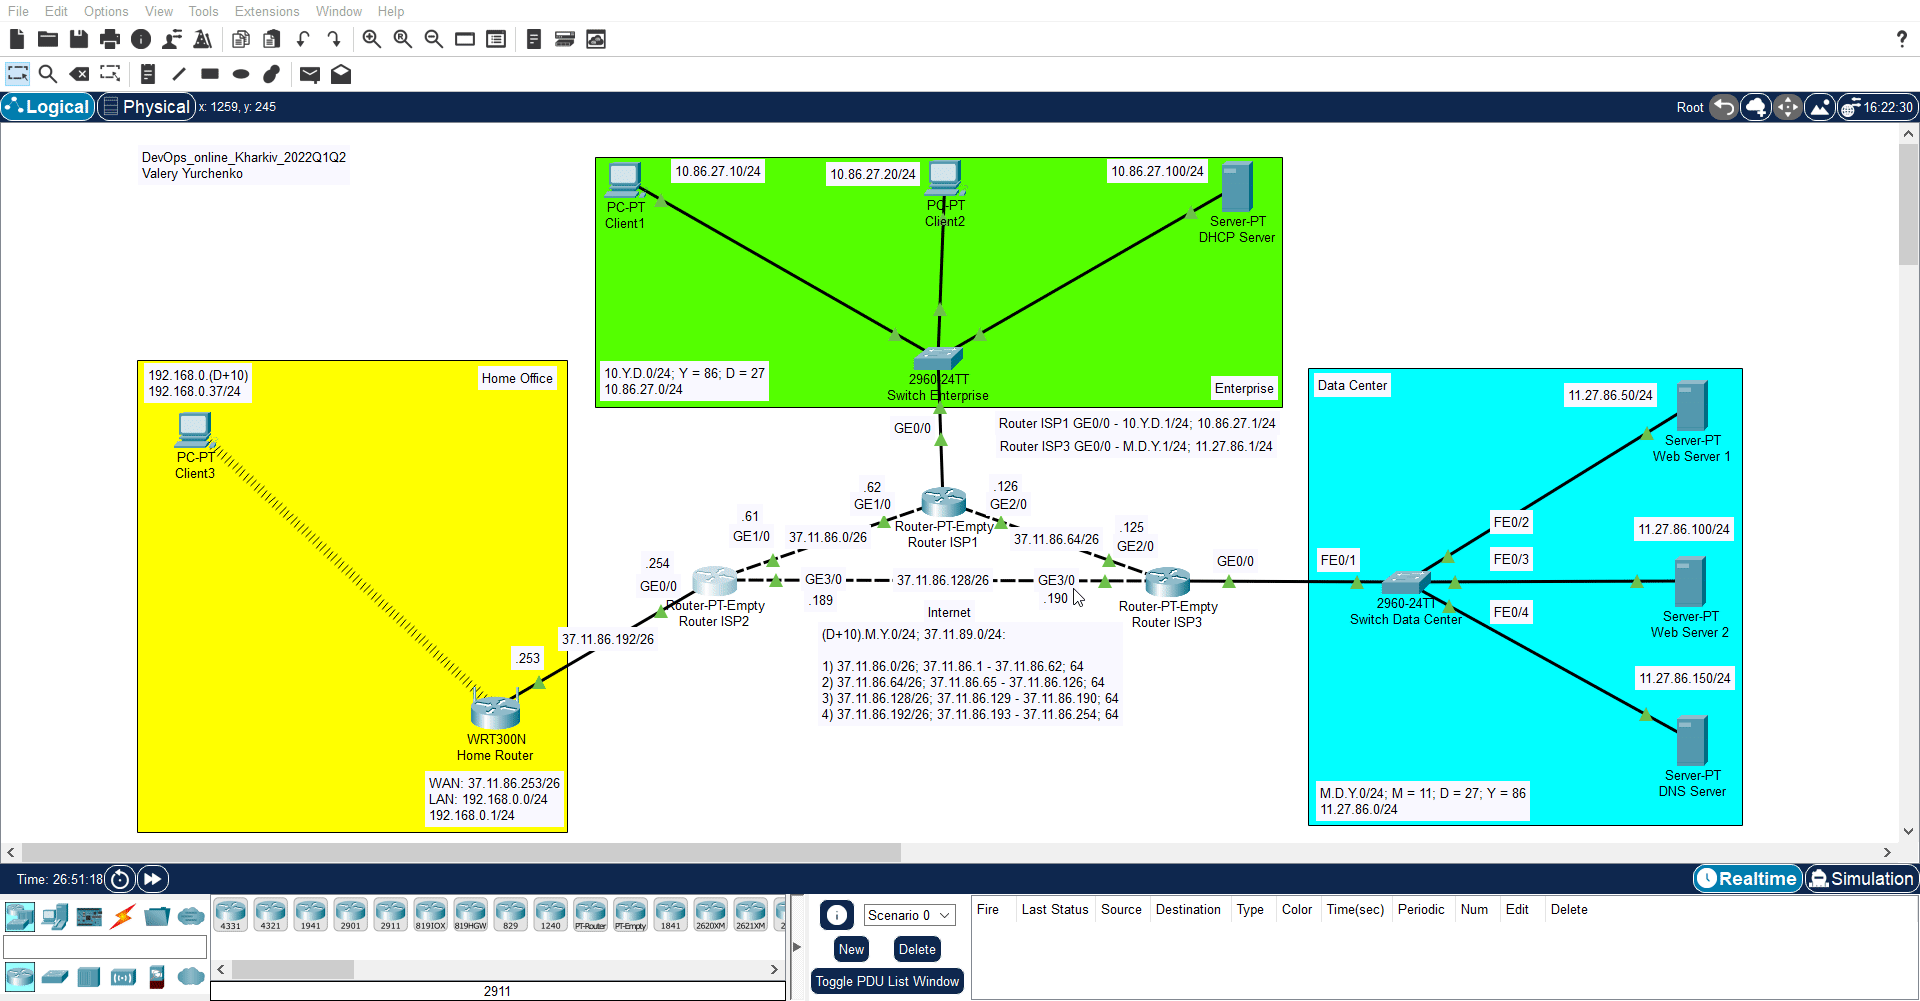 File Edit Options View Tools Extensions Window Help
?
Logical Physical x: 1259, y: 245 Root 16:22:30
DevOps_online_Kharkiv_2022Q1Q2
Valery Yurchenko
10.86.27.10/24
10.86.27.20/24
10.86.27.100/24
PC-PT
Client1
PC-PT
Client2
Server-PT
DHCP Server
10.Y.D.0/24; Y = 86; D = 27
10.86.27.0/24
2960-24TT
Switch Enterprise
Enterprise
192.168.0.(D+10)
192.168.0.37/24
Home Office
PC-PT
Client3
Data Center
11.27.86.50/24
Server-PT
Web Server 1
GE0/0
Router ISP1 GE0/0 - 10.Y.D.1/24; 10.86.27.1/24
Router ISP3 GE0/0 - M.D.Y.1/24; 11.27.86.1/24
.62
GE1/0
.126
GE2/0
.61
GE1/0
37.11.86.0/26
Router-PT-Empty
Router ISP1
37.11.86.64/26
.125
GE2/0
FE0/2
11.27.86.100/24
.254
GE0/0
GE3/0
.189
37.11.86.128/26
GE3/0
.190
GE0/0
FE0/1
FE0/3
Router-PT-Empty
Router ISP2
Router-PT-Empty
Router ISP3
2960-24TT
Switch Data Center
FE0/4
Server-PT
Web Server 2
37.11.86.192/26
.253
Internet
(D+10).M.Y.0/24; 37.11.89.0/24:
1) 37.11.86.0/26; 37.11.86.1 - 37.11.86.62; 64
2) 37.11.86.64/26; 37.11.86.65 - 37.11.86.126; 64
3) 37.11.86.128/26; 37.11.86.129 - 37.11.86.190; 64
4) 37.11.86.192/26; 37.11.86.193 - 37.11.86.254; 64
11.27.86.150/24
WRT300N
Home Router
WAN: 37.11.86.253/26
LAN: 192.168.0.0/24
192.168.0.1/24
Server-PT
DNS Server
M.D.Y.0/24; M = 11; D = 27; Y = 86
11.27.86.0/24
Time: 26:51:18 Realtime Simulation
4331 4321 1941 2901 2911 819IOX 819HGW 829 1240 PT-Router PT-Empty 1841 2620XM 2621XM 2
2911
Scenario 0
New Delete
Toggle PDU List Window
Fire Last Status Source Destination Type Color Time(sec) Periodic Num Edit Delete